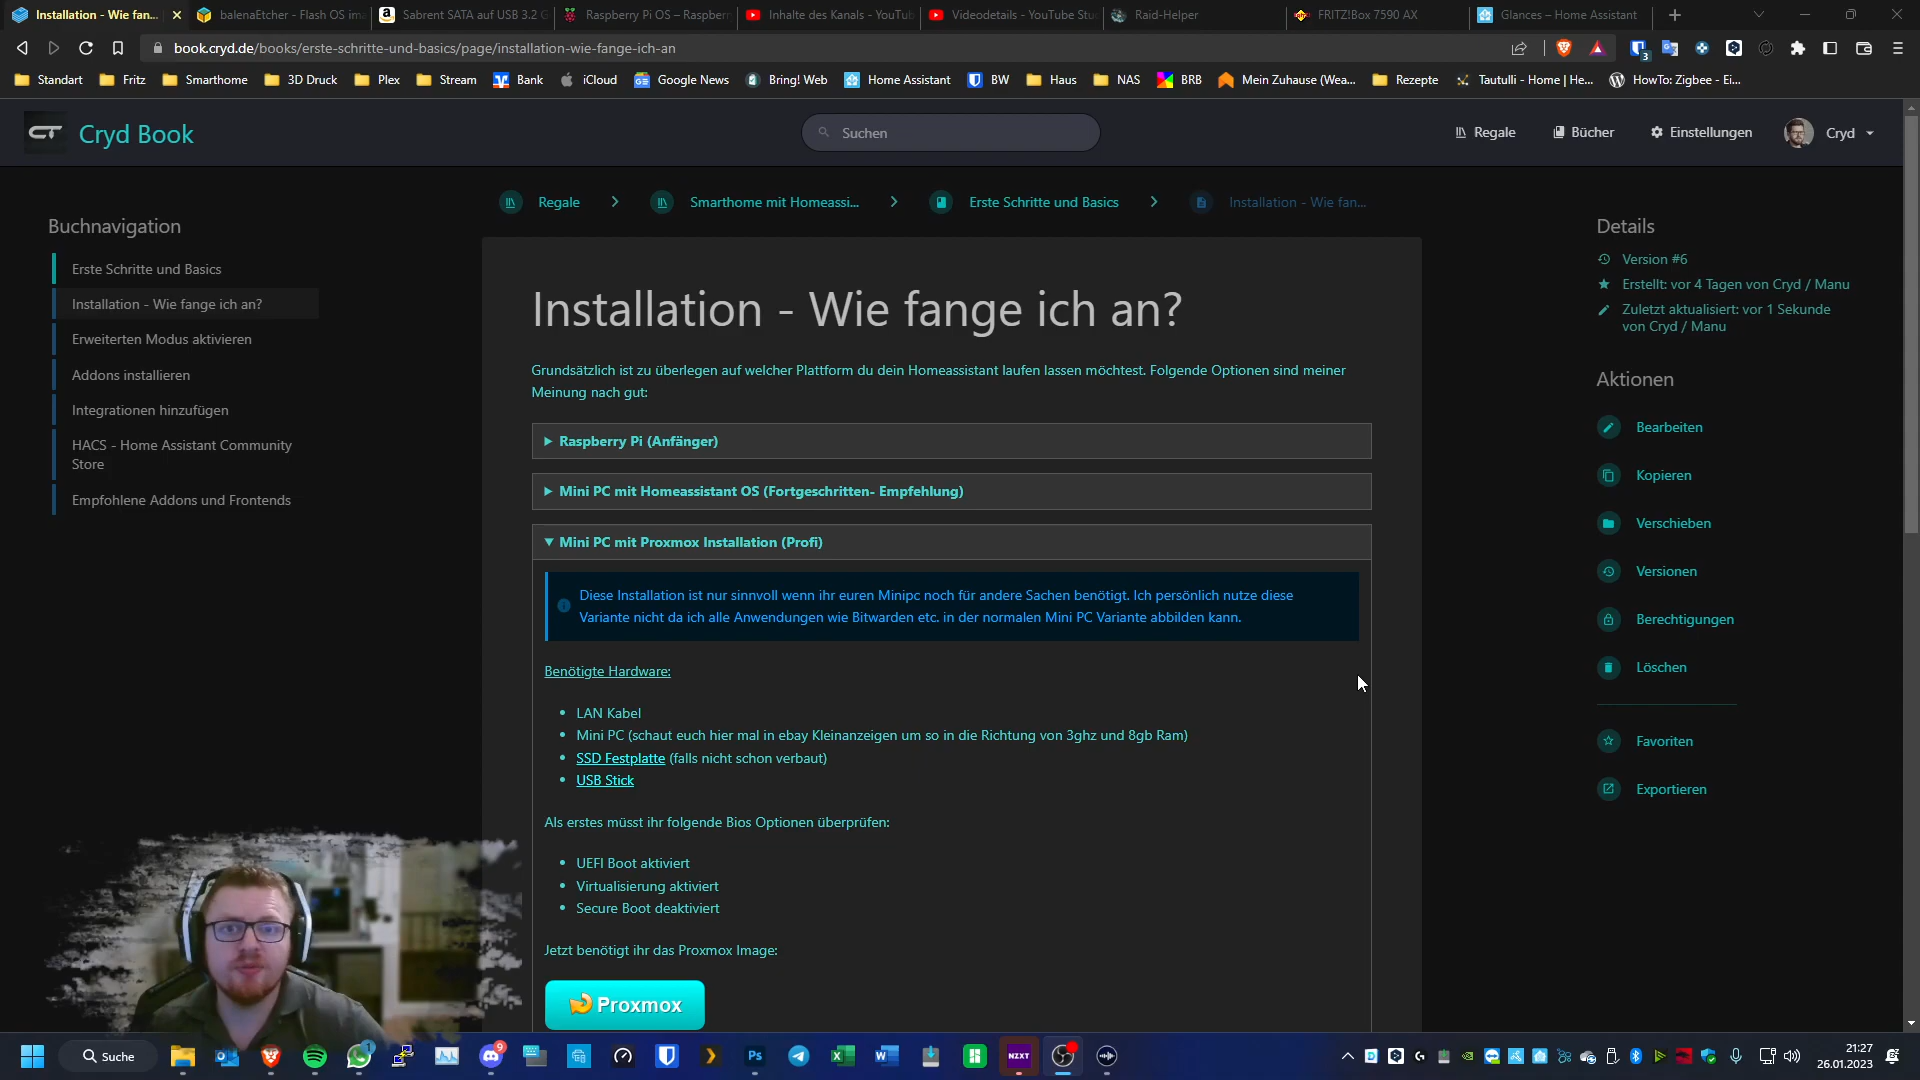 Installation - Wie fan...
balenaEtcher - Flash OS im
Sabrent SATA auf USB 3.2 G
Raspberry Pi OS – Raspber
Inhalte des Kanals - YouTu
Videodetails - YouTube Stu
Raid-Helper
FRITZ!Box 7590 AX
Glances – Home Assistant
book.cryd.de/books/erste-schritte-und-basics/page/installation-wie-fange-ich-an
3
Standart
Fritz
Smarthome
3D Druck
Plex
Stream
Bank
iCloud
Google News
Bring! Web
Home Assistant
BW
Haus
NAS
BRB
Mein Zuhause (Wea...
Rezepte
Tautulli - Home | He...
HowTo: Zigbee - Ei...
Cryd Book
Suchen
Regale
Bücher
Einstellungen
Cryd
Regale
Smarthome mit Homeassi...
Erste Schritte und Basics
Installation - Wie fan...
Buchnavigation
Erste Schritte und Basics
Installation - Wie fange ich an?
Erweiterten Modus aktivieren
Addons installieren
Integrationen hinzufügen
HACS - Home Assistant Community
Store
Empfohlene Addons und Frontends
Installation - Wie fange ich an?
Grundsätzlich ist zu überlegen auf welcher Plattform du dein Homeassistant laufen lassen möchtest. Folgende Optionen sind meiner
Meinung nach gut:
Raspberry Pi (Anfänger)
Mini PC mit Homeassistant OS (Fortgeschritten- Empfehlung)
Mini PC mit Proxmox Installation (Profi)
Diese Installation ist nur sinnvoll wenn ihr euren Minipc noch für andere Sachen benötigt. Ich persönlich nutze diese
Variante nicht da ich alle Anwendungen wie Bitwarden etc. in der normalen Mini PC Variante abbilden kann.
Benötigte Hardware:
LAN Kabel
Mini PC (schaut euch hier mal in ebay Kleinanzeigen um so in die Richtung von 3ghz und 8gb Ram)
SSD Festplatte (falls nicht schon verbaut)
USB Stick
Als erstes müsst ihr folgende Bios Optionen überprüfen:
UEFI Boot aktiviert
Virtualisierung aktiviert
Secure Boot deaktiviert
Jetzt benötigt ihr das Proxmox Image:
Proxmox
Details
Version #6
Erstellt: vor 4 Tagen von Cryd / Manu
Zuletzt aktualisiert: vor 1 Sekunde
von Cryd / Manu
Aktionen
Bearbeiten
Kopieren
Verschieben
Versionen
Berechtigungen
Löschen
Favoriten
Exportieren
Suche
1
9
Ps
NZXT
21:27
26.01.2023